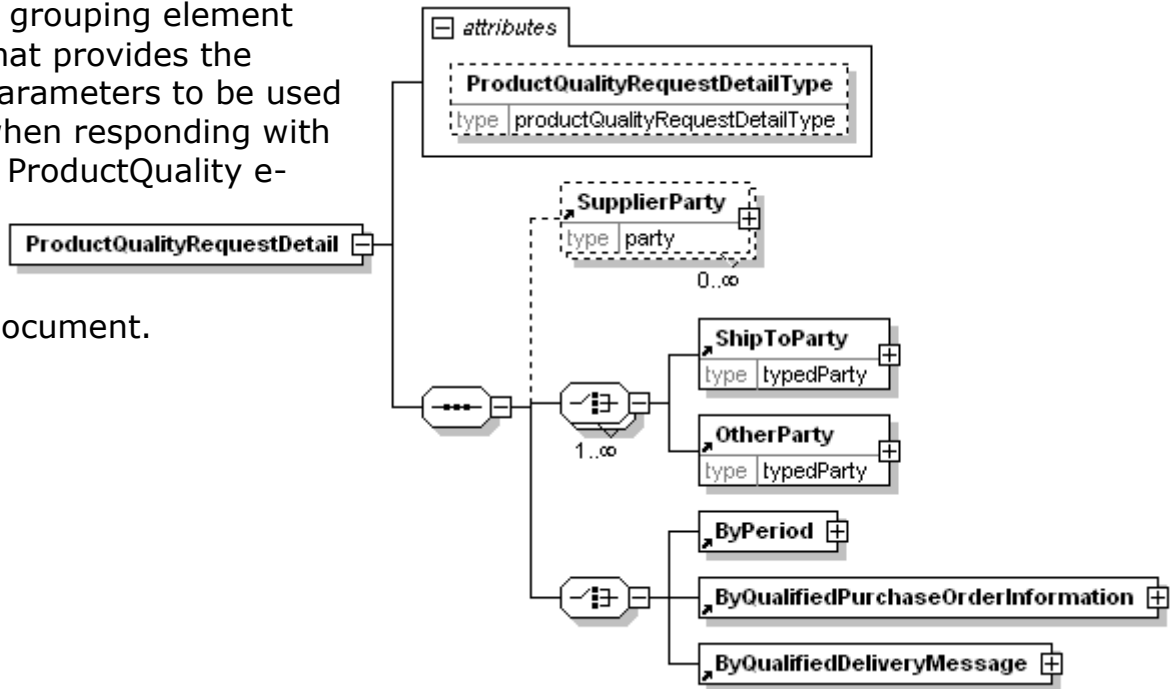 grouping element
hat provides the
arameters to be used
when responding with
ProductQuality e-
ocument.
attributes
ProductQualityRequestDetailType
type productQualityRequestDetailType
ProductQualityRequestDetail
SupplierParty
type party
0..∞
ShipToParty
type typedParty
1..∞
OtherParty
type typedParty
ByPeriod
ByQualifiedPurchaseOrderInformation
ByQualifiedDeliveryMessage